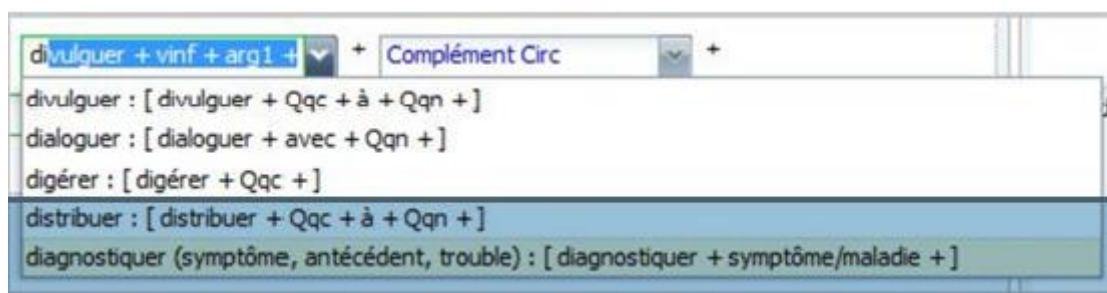 divulguer + vinf + arg1 + + Complément Circ +
divulguer : [ divulguer + Qqc + à + Qqn + ]
dialoguer : [ dialoguer + avec + Qqn + ]
digérer : [ digérer + Qqc + ]
distribuer : [ distribuer + Qqc + à + Qqn + ]
diagnostiquer (symptôme, antécédent, trouble) : [ diagnostiquer + symptôme/maladie + ]